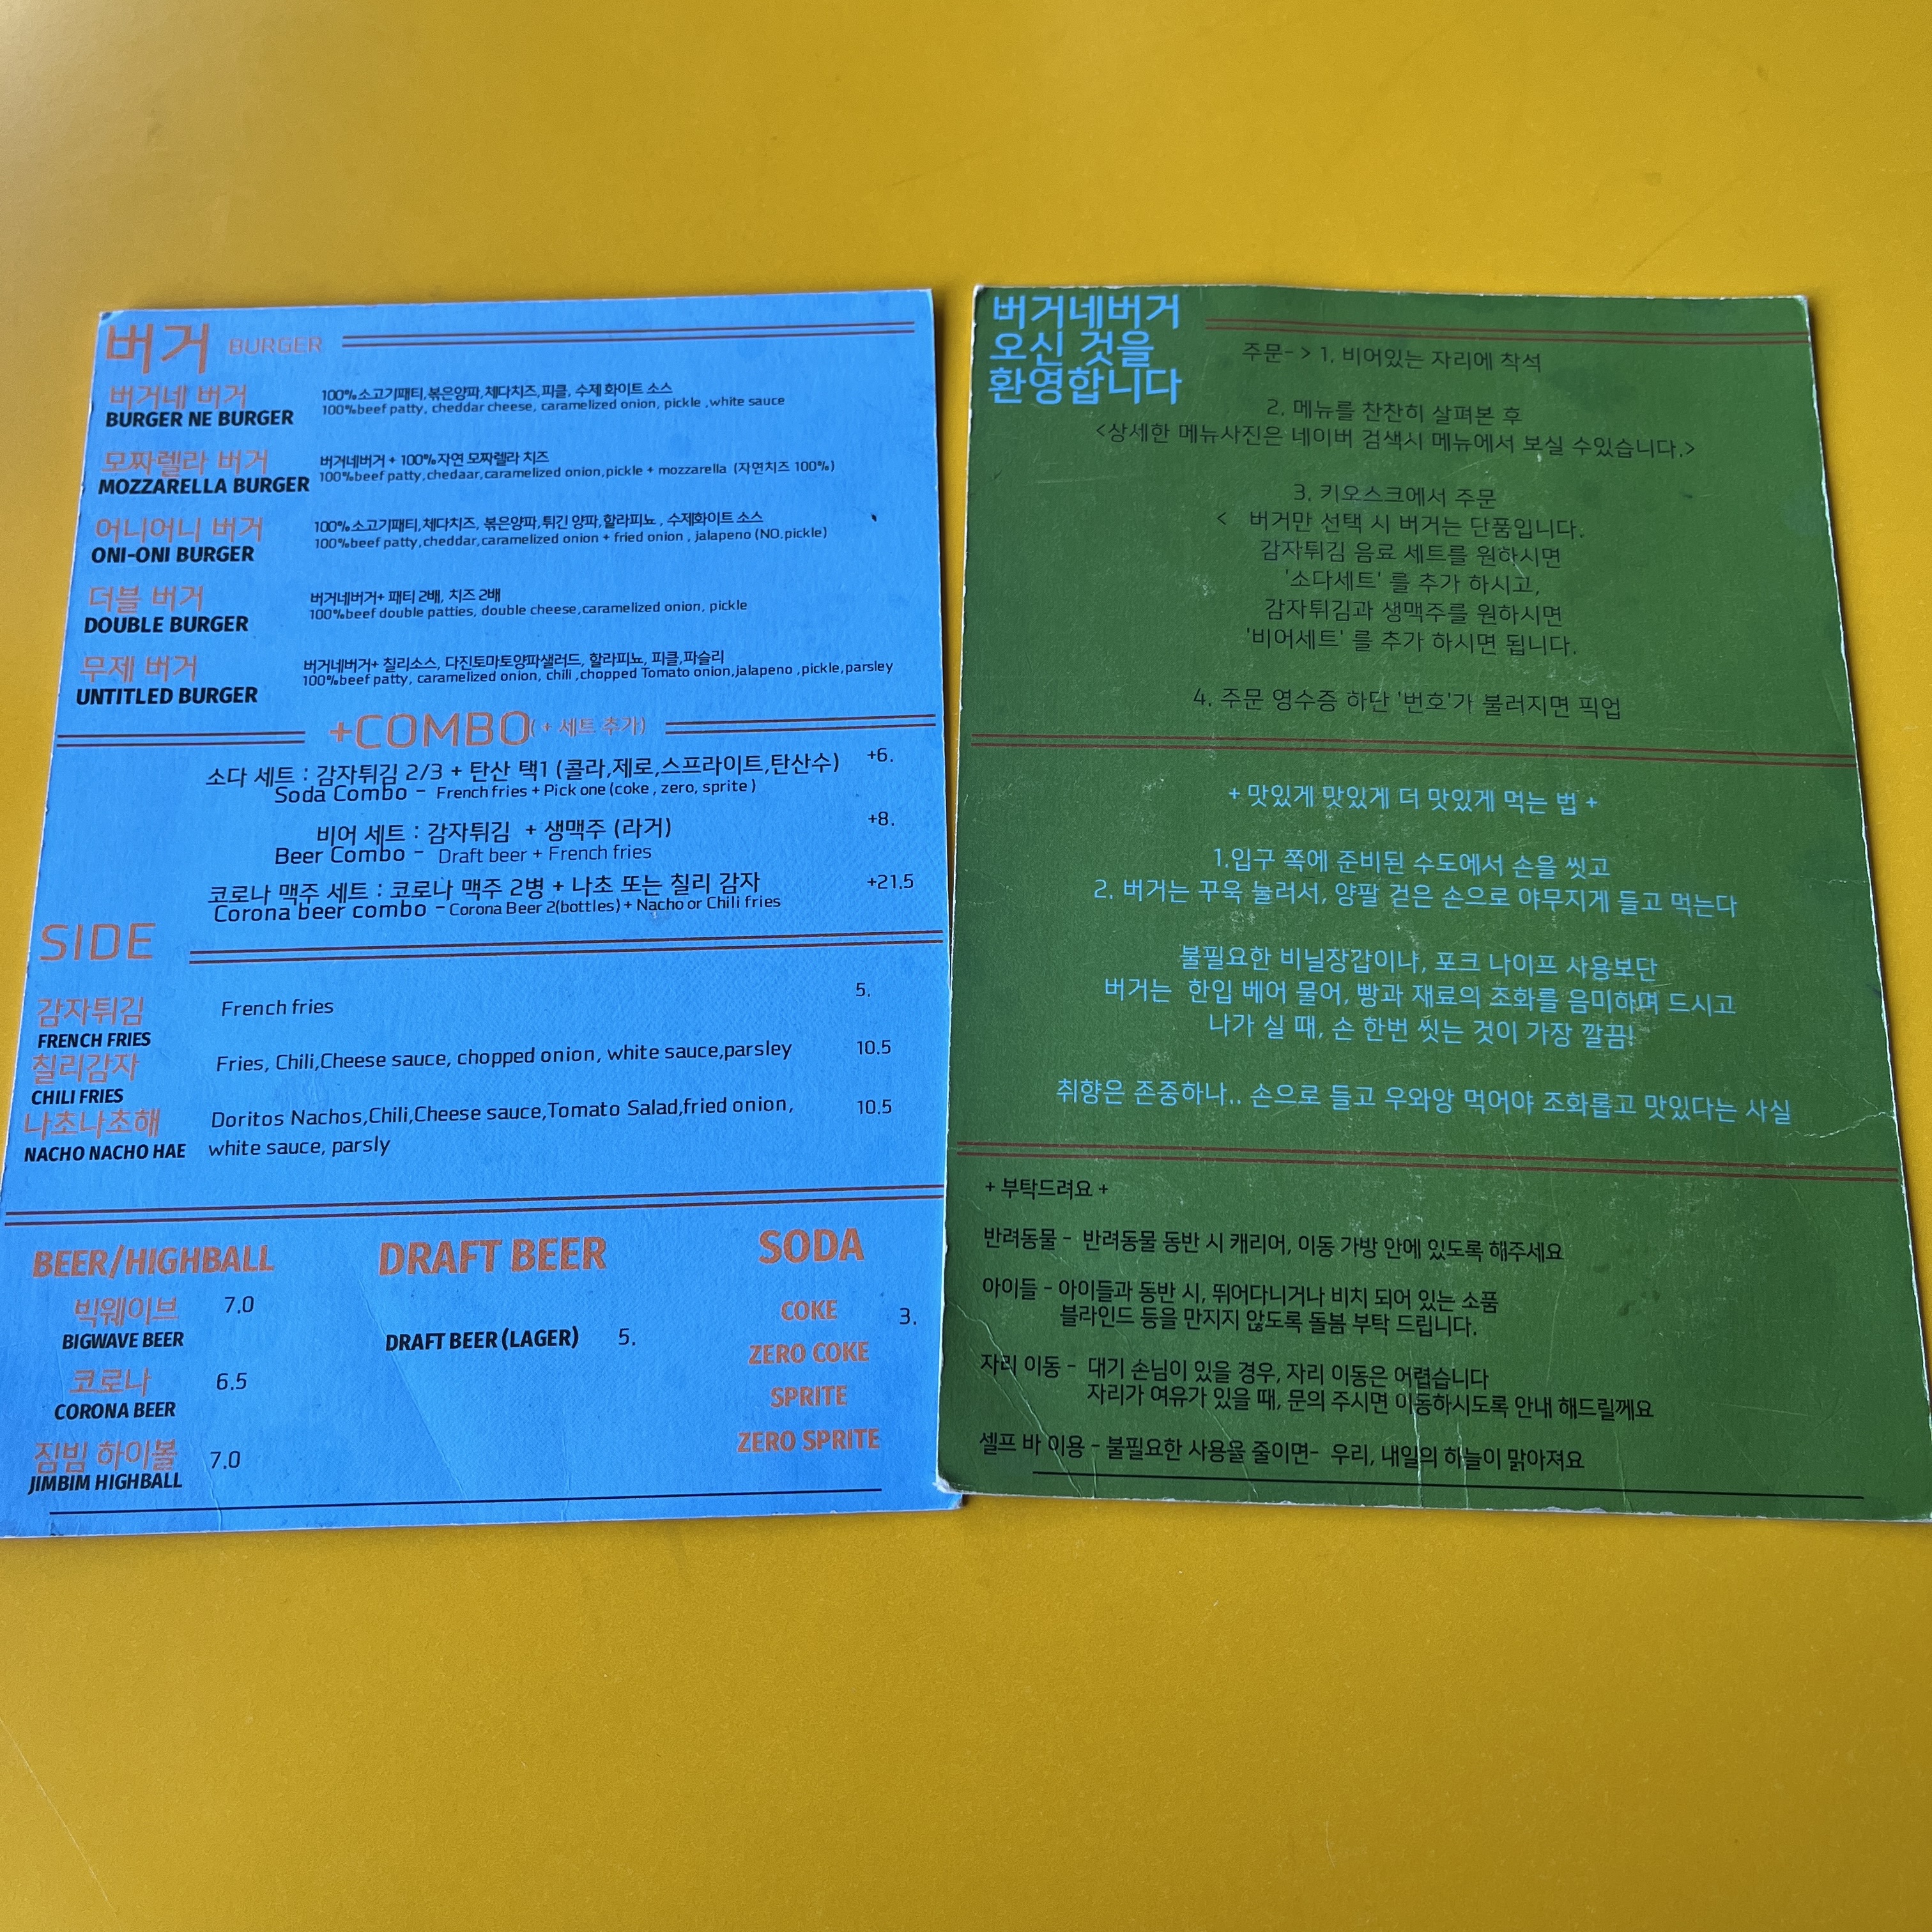 버거 BURGER
버거네 버거
BURGER NE BURGER
100%소고기패티,볶은양파,체다치즈,피클, 수제 화이트 소스
100%beef patty, cheddar cheese, caramelized onion, pickle ,white sauce
모짜렐라 버거
MOZZARELLA BURGER
버거네버거 + 100%자연 모짜렐라 치즈
100%beef patty,chedaar,caramelized onion,pickle + mozzarella (자연치즈 100%)
어니어니 버거
ONI-ONI BURGER
100%소고기패티,체다치즈, 볶은양파,튀긴 양파,할라피뇨 , 수제화이트 소스
100%beef patty,cheddar,caramelized onion + fried onion , jalapeno (NO.pickle)
더블 버거
DOUBLE BURGER
버거네버거+ 패티 2배, 치즈 2배
100%beef double patties, double cheese,caramelized onion, pickle
무제 버거
UNTITLED BURGER
버거네버거+ 칠리소스, 다진토마토양파샐러드, 할라피뇨, 피클,파슬리
100%beef patty, caramelized onion, chili ,chopped Tomato onion,jalapeno ,pickle,parsley
+COMBO( + 세트 추가)
소다 세트 : 감자튀김 2/3 + 탄산 택1 (콜라,제로,스프라이트,탄산수) +6.
Soda Combo - French fries + Pick one (coke , zero, sprite )
비어 세트 : 감자튀김 + 생맥주 (라거) +8.
Beer Combo - Draft beer + French fries
코로나 맥주 세트 : 코로나 맥주 2병 + 나초 또는 칠리 감자 +21.5
Corona beer combo - Corona Beer 2(bottles) + Nacho or Chili fries
SIDE
감자튀김
FRENCH FRIES
French fries 5.
칠리감자
CHILI FRIES
Fries, Chili,Cheese sauce, chopped onion, white sauce,parsley 10.5
나초나초해
NACHO NACHO HAE
Doritos Nachos,Chili,Cheese sauce,Tomato Salad,fried onion, 10.5
white sauce, parsly
BEER/HIGHBALL
빅웨이브 7.0
BIGWAVE BEER
코로나 6.5
CORONA BEER
짐빔 하이볼 7.0
JIMBIM HIGHBALL
DRAFT BEER
DRAFT BEER (LAGER) 5.
SODA
COKE 3.
ZERO COKE
SPRITE
ZERO SPRITE
버거네버거
오신 것을
환영합니다
주문- > 1. 비어있는 자리에 착석
2. 메뉴를 찬찬히 살펴본 후
<상세한 메뉴사진은 네이버 검색시 메뉴에서 보실 수있습니다.>
3. 키오스크에서 주문
< 버거만 선택 시 버거는 단품입니다.
감자튀김 음료 세트를 원하시면
'소다세트' 를 추가 하시고,
감자튀김과 생맥주를 원하시면
'비어세트' 를 추가 하시면 됩니다.
4. 주문 영수증 하단 '번호'가 불러지면 픽업
+ 맛있게 맛있게 더 맛있게 먹는 법 +
1.입구 쪽에 준비된 수도에서 손을 씻고
2. 버거는 꾸욱 눌러서, 양팔 걷은 손으로 야무지게 들고 먹는다
불필요한 비닐장갑이냐, 포크 나이프 사용보단
버거는 한입 베어 물어, 빵과 재료의 조화를 음미하며 드시고
나가 실 때, 손 한번 씻는 것이 가장 깔끔!
취향은 존중하나.. 손으로 들고 우와앙 먹어야 조화롭고 맛있다는 사실
+ 부탁드려요 +
반려동물 - 반려동물 동반 시 캐리어, 이동 가방 안에 있도록 해주세요
아이들 - 아이들과 동반 시, 뛰어다니거나 비치 되어 있는 소품
블라인드 등을 만지지 않도록 돌봄 부탁 드립니다.
자리 이동 - 대기 손님이 있을 경우, 자리 이동은 어렵습니다
자리가 여유가 있을 때, 문의 주시면 이동하시도록 안내 해드릴께요
셀프 바 이용 - 불필요한 사용을 줄이면- 우리, 내일의 하늘이 맑아져요